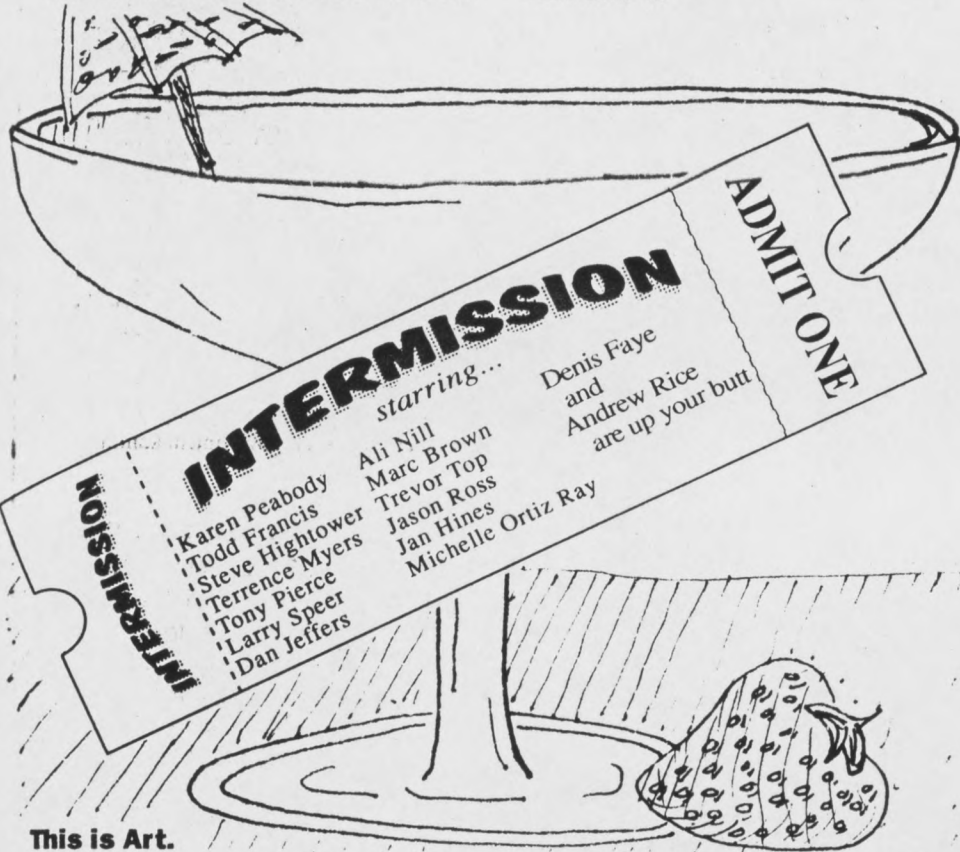 INTERMISSION
INTERMISSION
starring...
Karen Peabody
Todd Francis
Steve Hightower
Terrence Myers
Tony Pierce
Larry Speer
Dan Jeffers
Ali Nill
Marc Brown
Trevor Top
Jason Ross
Jan Hines
Michelle Ortiz Ray
Denis Faye
and
Andrew Rice
are up your butt
ADMIT ONE
This is Art.